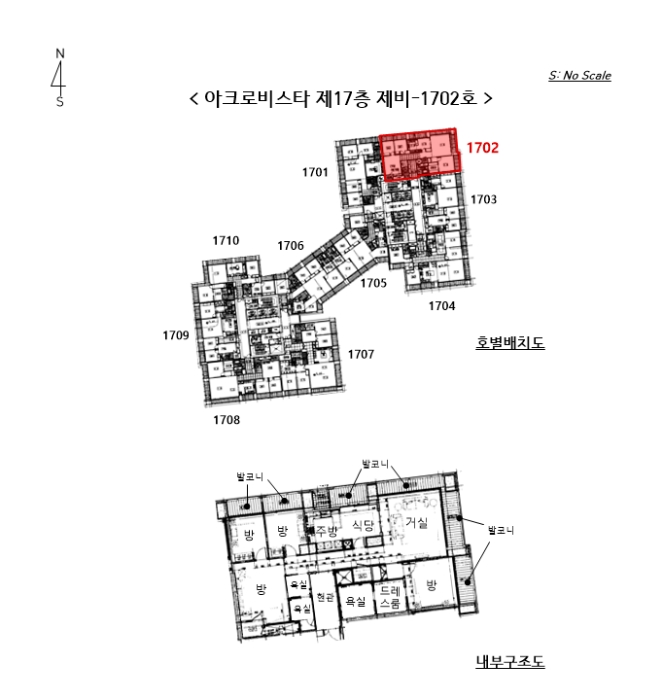 N
S
S: No Scale
< 아크로비스타 제17층 제비-1702호 >
1702
1701
1703
1710
1706
1705
1704
1709
1707
호별배치도
1708
발코니
발코니
방
방
주방
식당
거실
발코니
방
욕실
욕실
현관
욕실
드레스룸
방
내부구조도